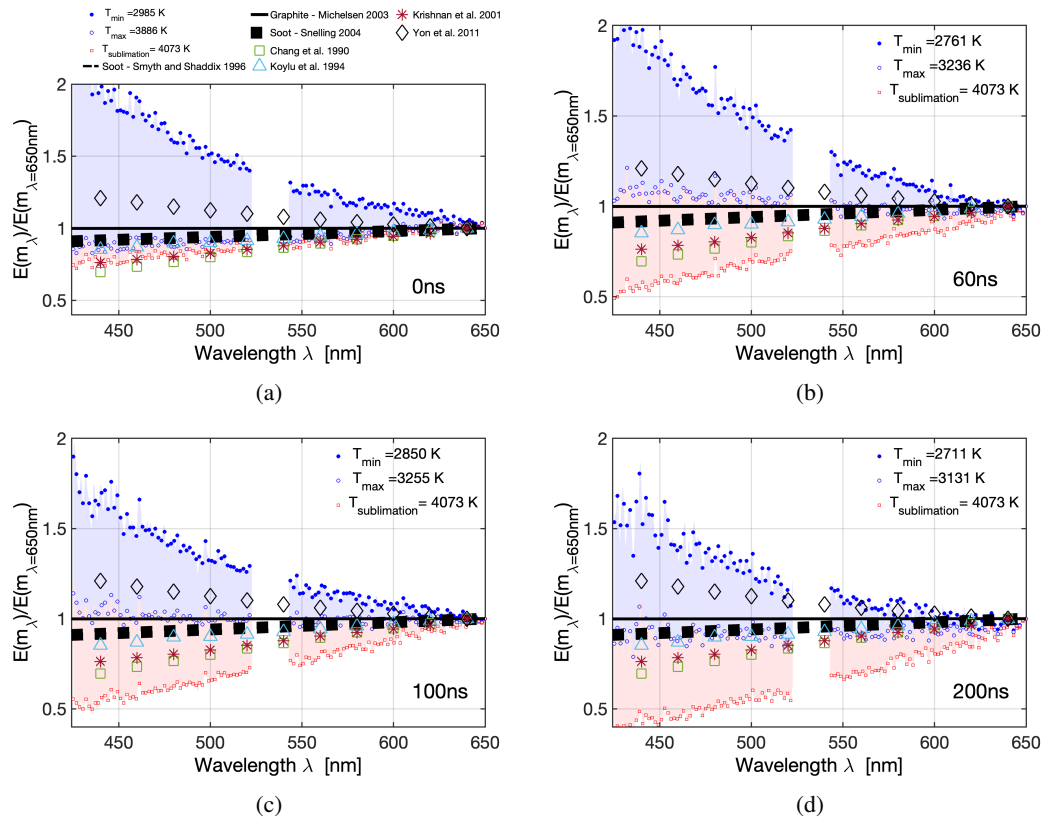 T_min = 2985 K
T_max = 3886 K
T_sublimation = 4073 K
Soot - Smyth and Shaddix 1996
Graphite - Michelsen 2003
Soot - Snelling 2004
Chang et al. 1990
Koylu et al. 1994
Krishnan et al. 2001
Yon et al. 2011
E(m_λ)/E(m_λ=650nm)
2
1.5
1
0.5
0ns
450 500 550 600 650
Wavelength λ [nm]
(a)
T_min =2761 K
T_max =3236 K
T_sublimation = 4073 K
E(m_λ)/E(m_λ=650nm)
2
1.5
1
0.5
60ns
450 500 550 600 650
Wavelength λ [nm]
(b)
T_min =2850 K
T_max =3255 K
T_sublimation = 4073 K
E(m_λ)/E(m_λ=650nm)
2
1.5
1
0.5
100ns
450 500 550 600 650
Wavelength λ [nm]
(c)
T_min =2711 K
T_max =3131 K
T_sublimation = 4073 K
E(m_λ)/E(m_λ=650nm)
2
1.5
1
0.5
200ns
450 500 550 600 650
Wavelength λ [nm]
(d)